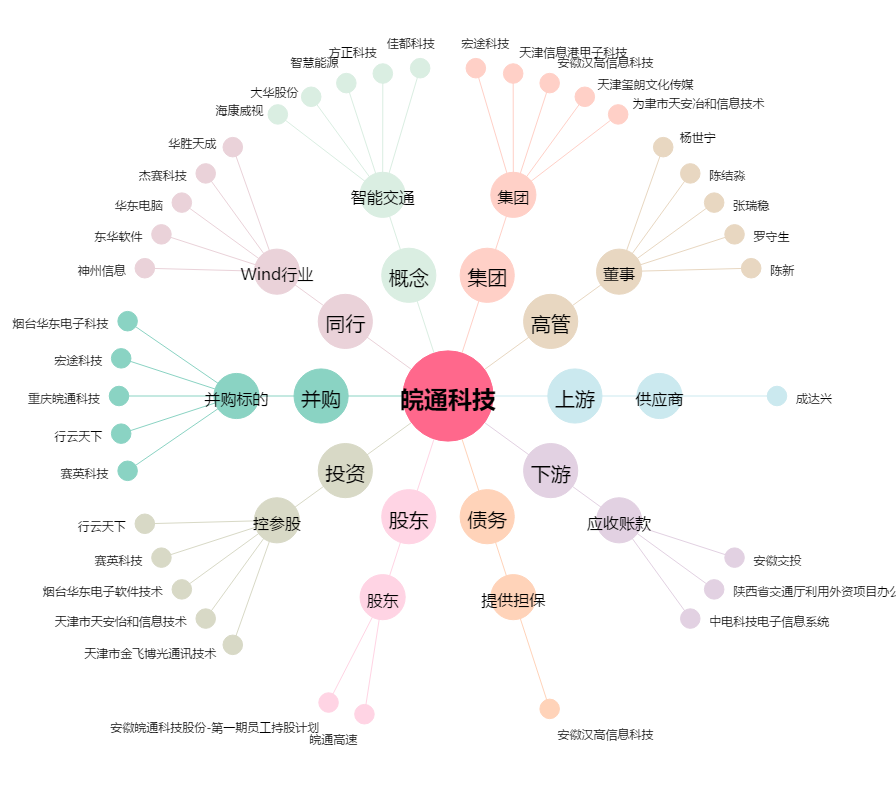 佳都科技
宏途科技
方正科技
天津信息港甲子科技
智慧能源
安徽汉高信息科技
大华股份
天津玺朗文化传媒
海康威视
为津市天安冶和信息技术
华胜天成
杨世宁
杰赛科技
陈结淼
智能交通
集团
华东电脑
张瑞稳
东华软件
罗守生
神州信息
Wind行业
概念
集团
董事
陈新
同行
高管
烟台华东电子科技
宏途科技
重庆皖通科技
行云天下
赛英科技
并购标的
并购
皖通科技
上游
供应商
成达兴
投资
下游
行云天下
控参股
股东
债务
应收账款
赛英科技
安徽交投
烟台华东电子软件技术
陕西省交通厅利用外资项目办公
天津市天安怡和信息技术
股东
提供担保
中电科技电子信息系统
天津市金飞博光通讯技术
安徽皖通科技股份-第一期员工持股计划
皖通高速
安徽汉高信息科技